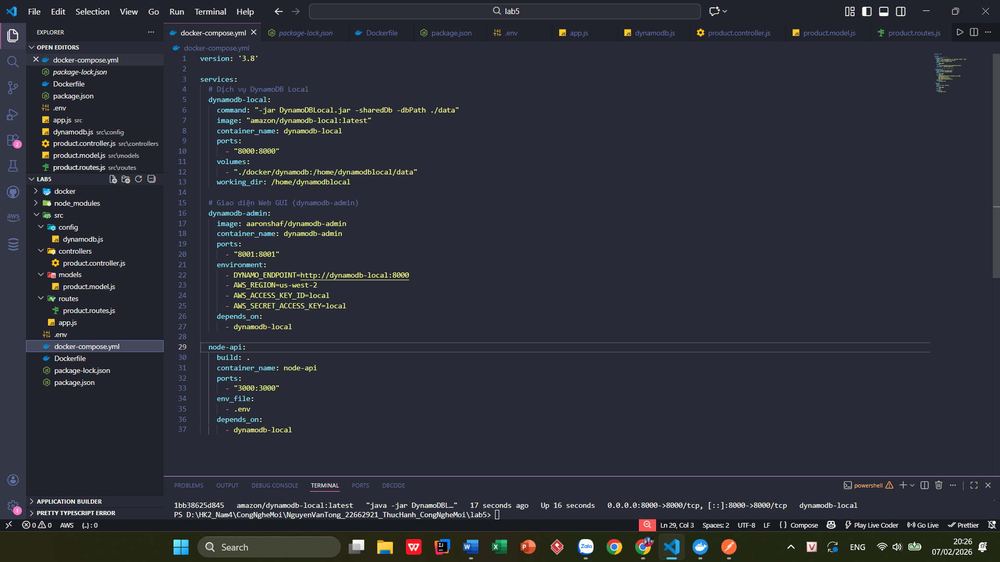 File Edit Selection View Go Run Terminal Help
lab5
EXPLORER
OPEN EDITORS
docker-compose.yml
package-lock.json
Dockerfile
package.json
.env
app.js src
dynamodb.js src\config
product.controller.js src\controllers
product.model.js src\models
product.routes.js src\routes
LAB5
docker
node_modules
src
config
dynamodb.js
controllers
product.controller.js
models
product.model.js
routes
product.routes.js
app.js
.env
docker-compose.yml
Dockerfile
package-lock.json
package.json
APPLICATION BUILDER
PRETTY TYPESCRIPT ERROR
aws
2
1
docker-compose.yml package-lock.json Dockerfile package.json .env app.js dynamodb.js product.controller.js product.model.js product.routes.js
docker-compose.yml
1 version: '3.8'
2
3 services:
4 # Dịch vụ DynamoDB Local
5 dynamodb-local:
6 command: "-jar DynamoDBLocal.jar -sharedDb -dbPath ./data"
7 image: "amazon/dynamodb-local:latest"
8 container_name: dynamodb-local
9 ports:
10 - "8000:8000"
11 volumes:
12 - "./docker/dynamodb:/home/dynamodblocal/data"
13 working_dir: /home/dynamodblocal
14
15 # Giao diện Web GUI (dynamodb-admin)
16 dynamodb-admin:
17 image: aaronshaf/dynamodb-admin
18 container_name: dynamodb-admin
19 ports:
20 - "8001:8001"
21 environment:
22 - DYNAMO_ENDPOINT=http://dynamodb-local:8000
23 - AWS_REGION=us-west-2
24 - AWS_ACCESS_KEY_ID=local
25 - AWS_SECRET_ACCESS_KEY=local
26 depends_on:
27 - dynamodb-local
28
29 node-api:
30 build: .
31 container_name: node-api
32 ports:
33 - "3000:3000"
34 env_file:
35 - .env
36 depends_on:
37 - dynamodb-local
PROBLEMS OUTPUT DEBUG CONSOLE TERMINAL PORTS DBCODE
powershell
1bb38625d845 amazon/dynamodb-local:latest "java -jar DynamoDBL…" 17 seconds ago Up 16 seconds 0.0.0.0:8000->8000/tcp, [::]:8000->8000/tcp dynamodb-local
PS D:\HK2_Nam4\CongNgheMoi\NguyenVanTong_22662921_ThucHanh_CongNgheMoi\lab5>
0 0 AWS {..} : 0 Ln 29, Col 3 Spaces: 2 UTF-8 LF { } Compose Play Live Coder Go Live Prettier
Search
Zalo
ENG
20:26
07/02/2026